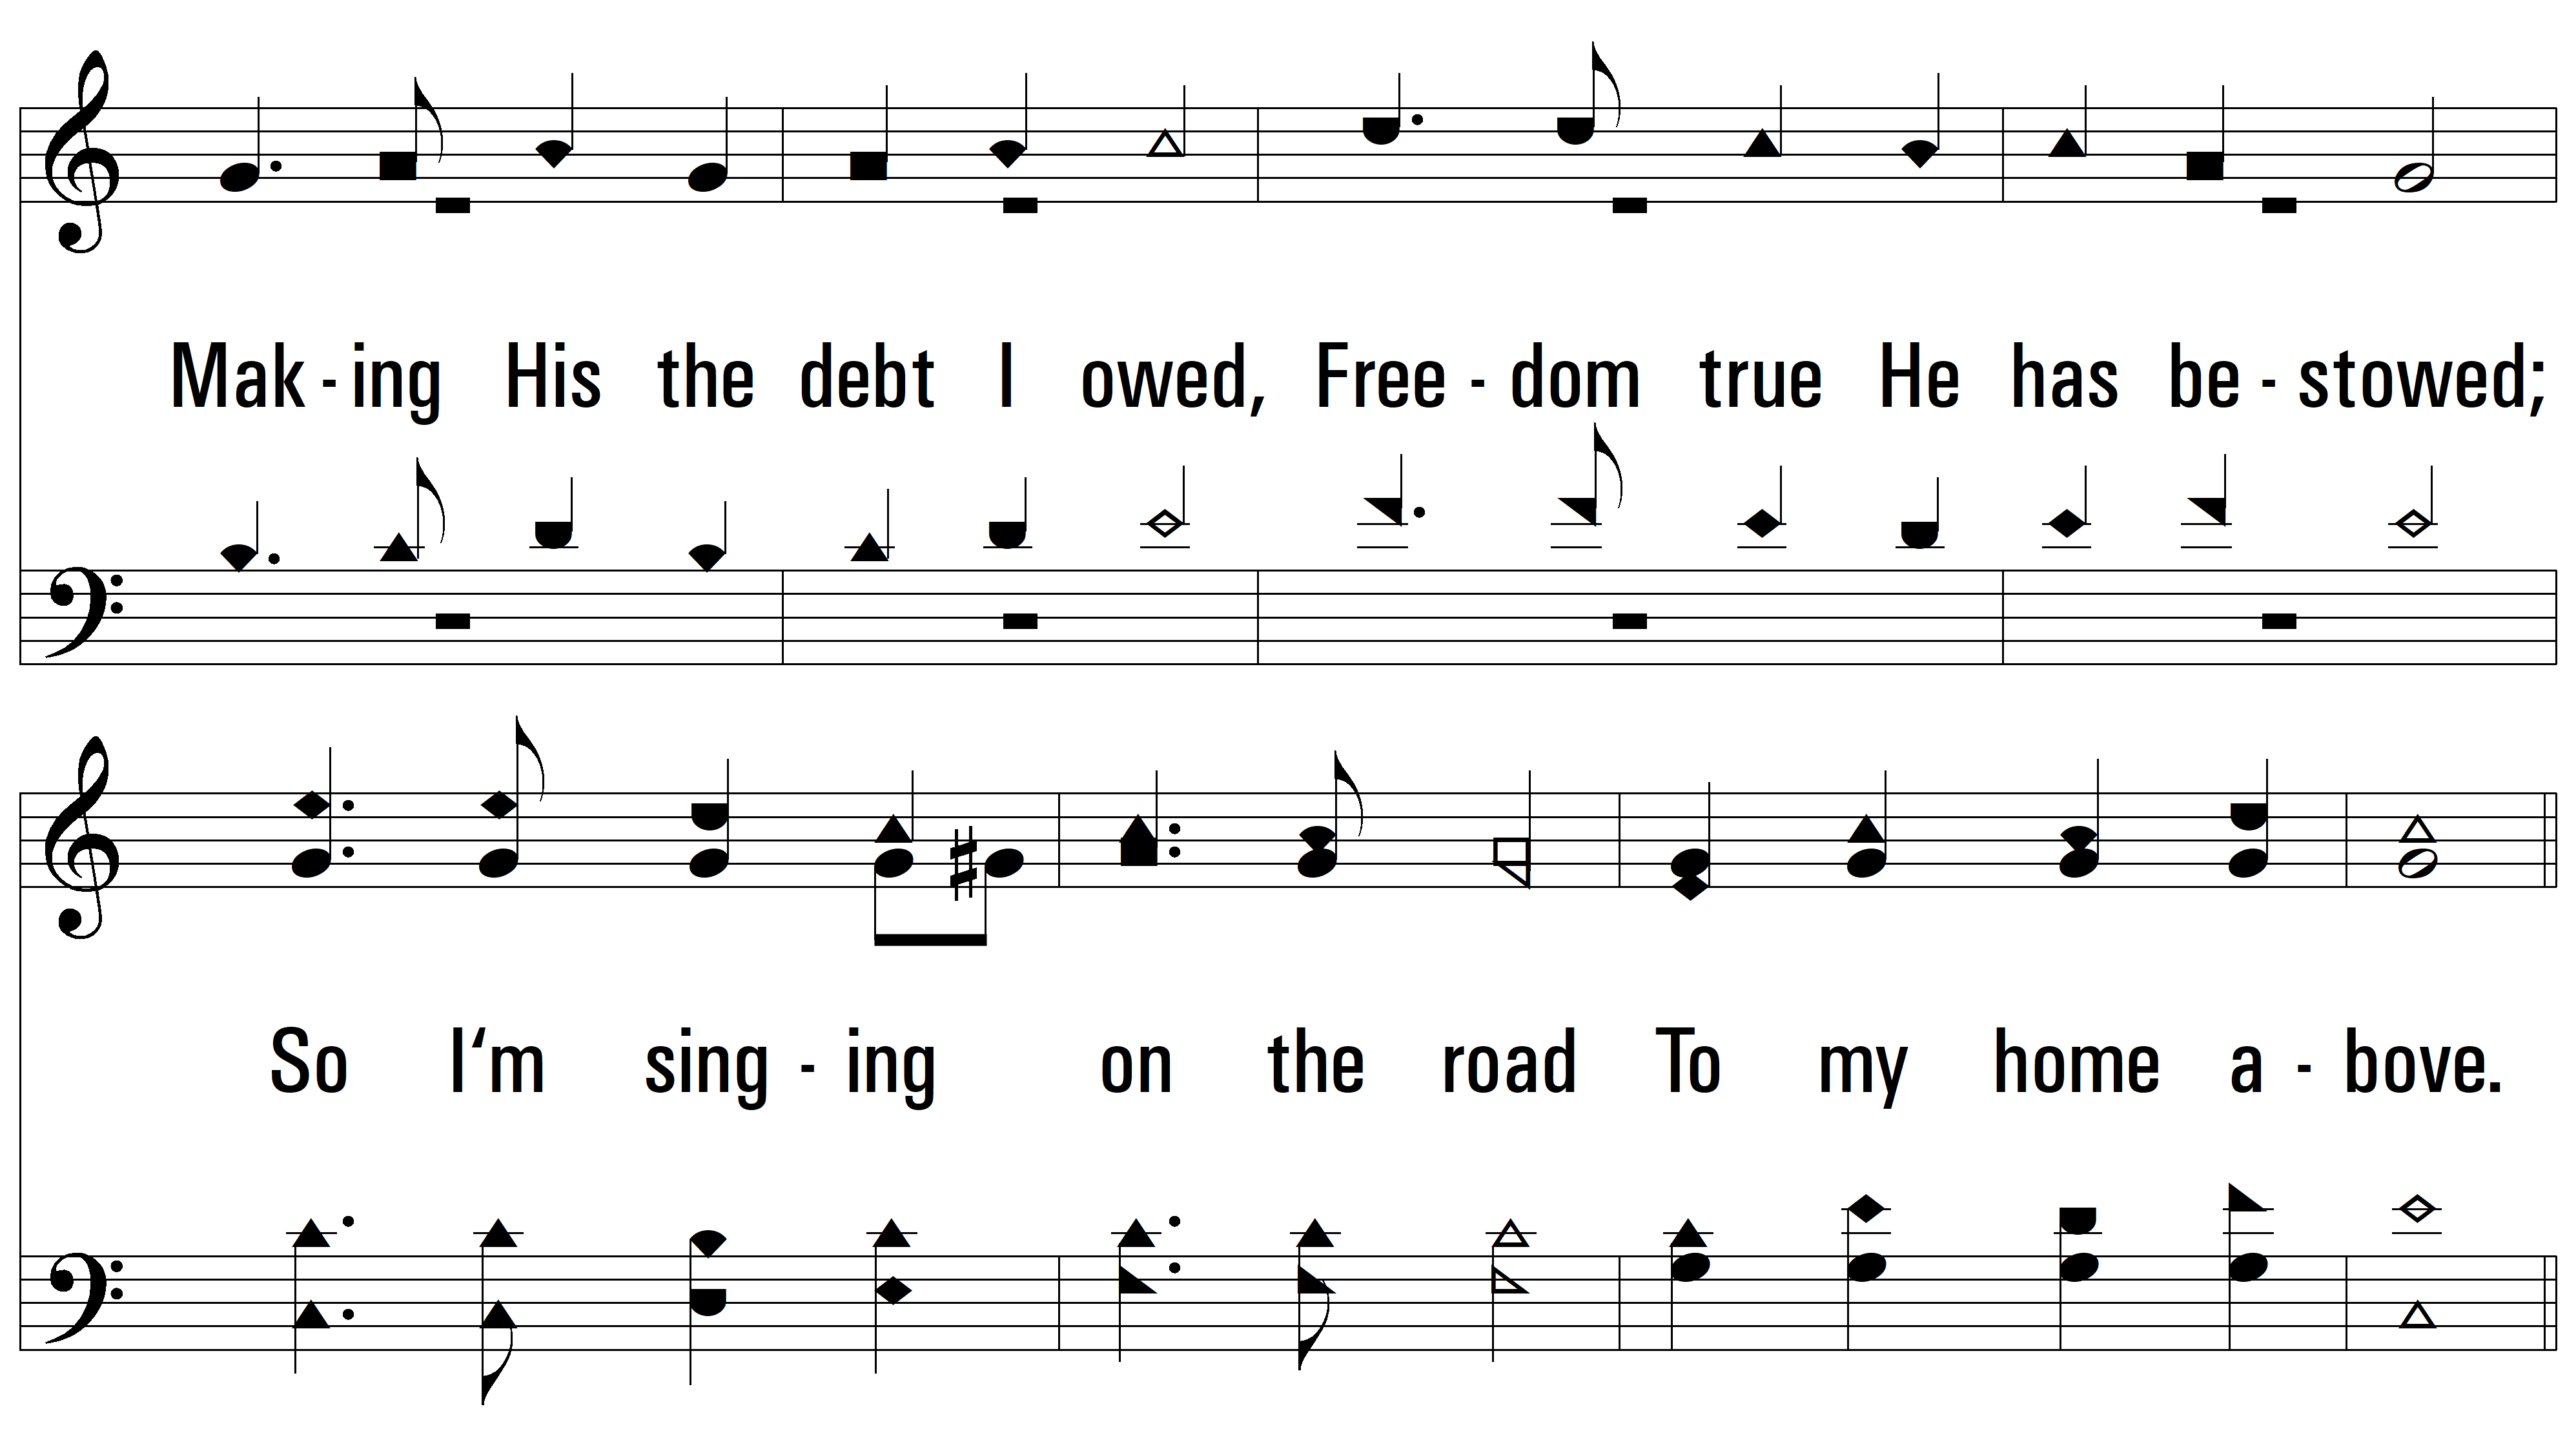 Mak - ing His the debt I owed, Free - dom true He has be - stowed;
So I‘m sing - ing on the road To my home a - bove.